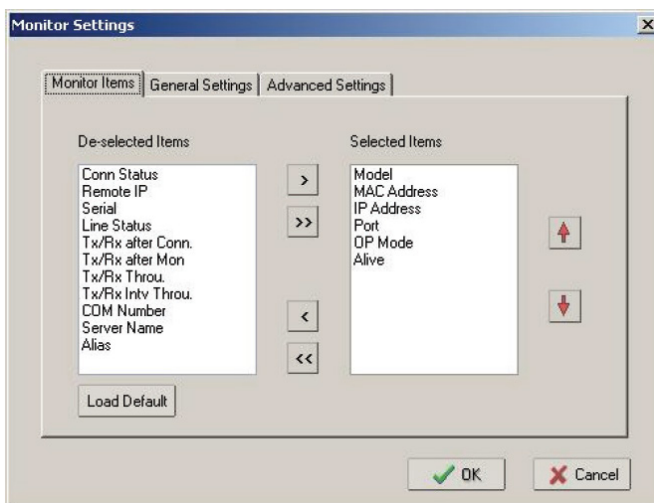 Monitor Settings
Monitor Items
General Settings
Advanced Settings
De-selected Items
Conn Status
Remote IP
Serial
Line Status
Tx/Rx after Conn.
Tx/Rx after Mon
Tx/Rx Throu.
Tx/Rx Intv Throu.
COM Number
Server Name
Alias
>
>>
<
<<
Selected Items
Model
MAC Address
IP Address
Port
OP Mode
Alive
Load Default
OK
Cancel